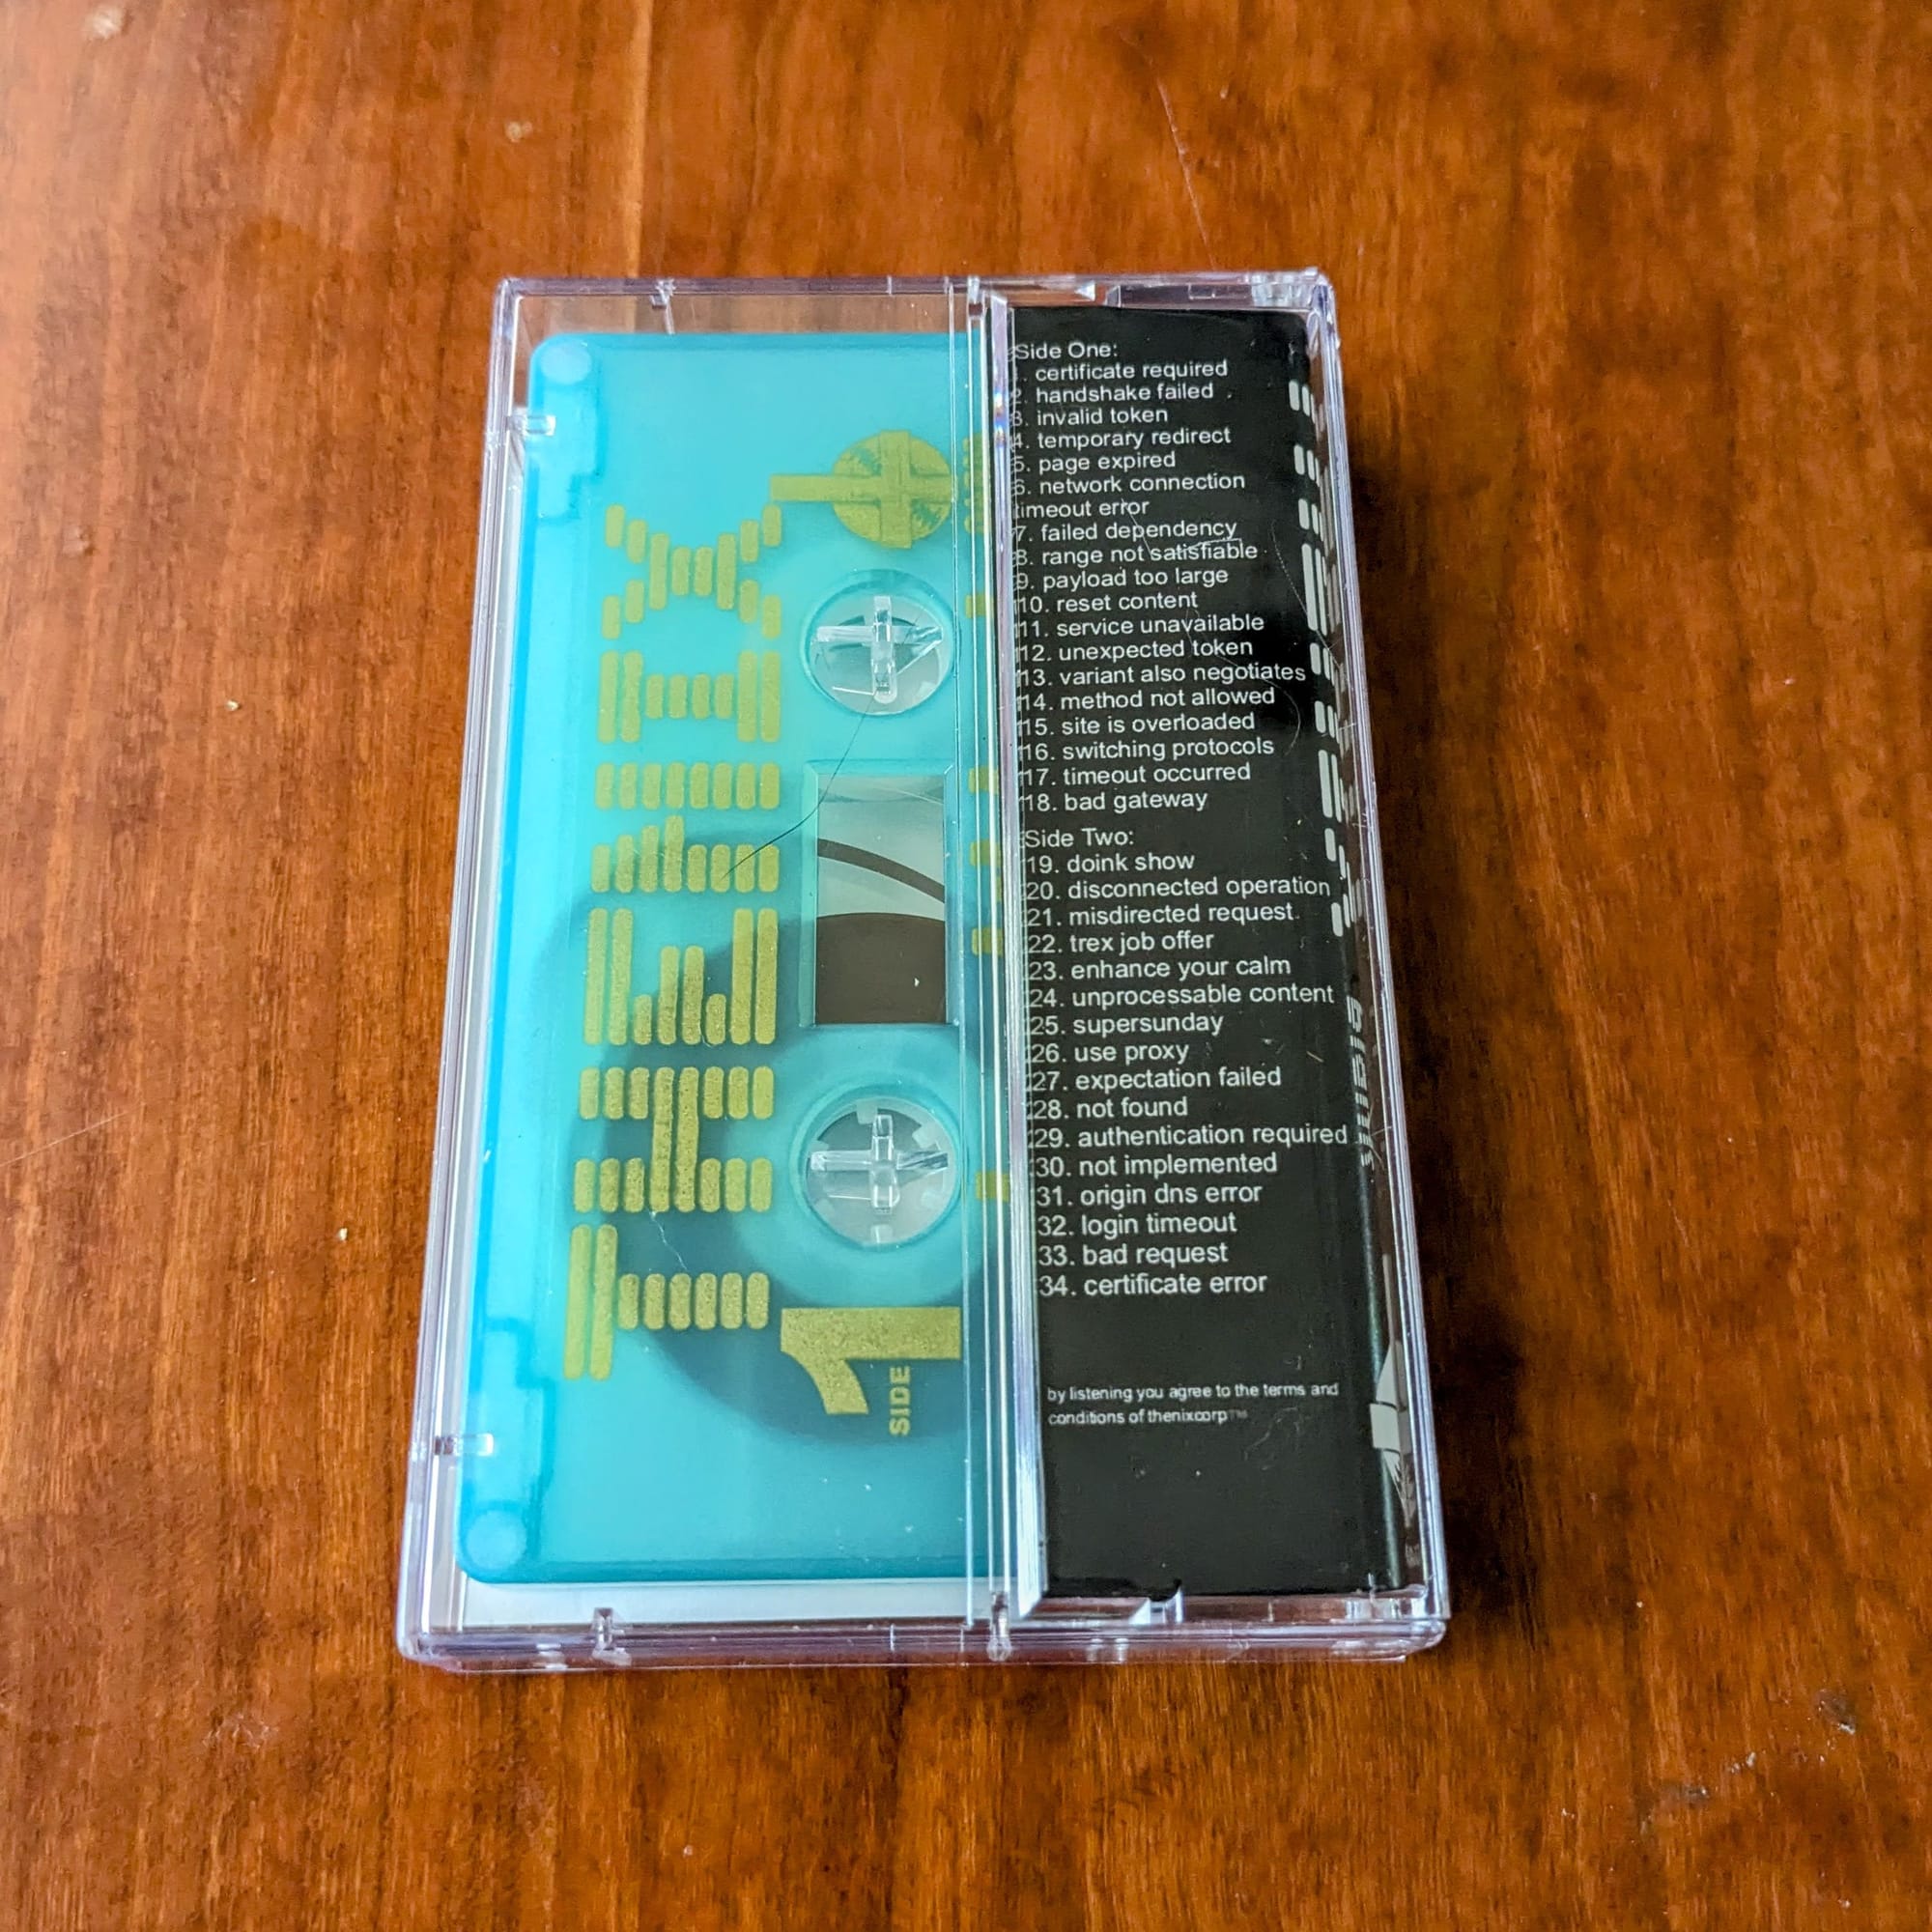 THENIX
SIDE
1
Side One:
1. certificate required
2. handshake failed
3. invalid token
4. temporary redirect
5. page expired
6. network connection
timeout error
7. failed dependency
8. range not satisfiable
9. payload too large
10. reset content
11. service unavailable
12. unexpected token
13. variant also negotiates
14. method not allowed
15. site is overloaded
16. switching protocols
17. timeout occurred
18. bad gateway
Side Two:
19. doink show
20. disconnected operation
21. misdirected request
22. trex job offer
23. enhance your calm
24. unprocessable content
25. supersunday
26. use proxy
27. expectation failed
28. not found
29. authentication required
30. not implemented
31. origin dns error
32. login timeout
33. bad request
34. certificate error
by listening you agree to the terms and
conditions of thenixcorp™